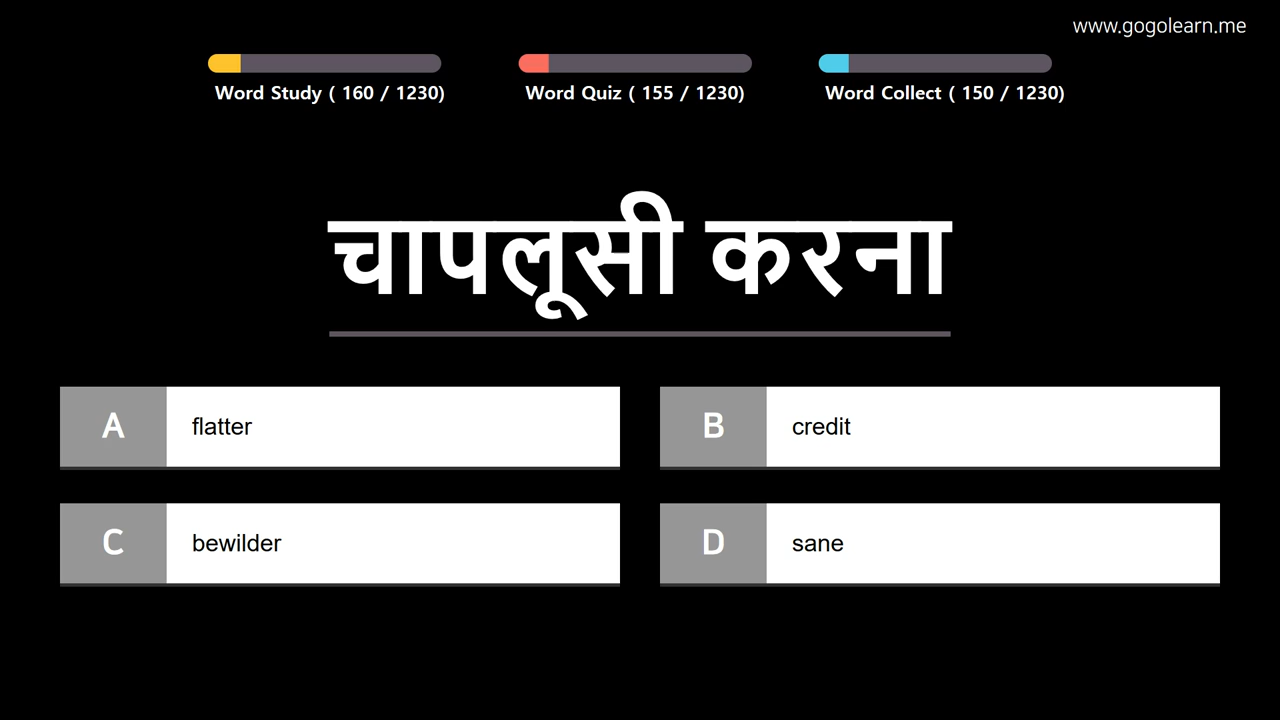 www.gogolearn.me
Word Study ( 160 / 1230)
Word Quiz ( 155 / 1230)
Word Collect ( 150 / 1230)
चापलूसी करना
A flatter
B credit
C bewilder
D sane